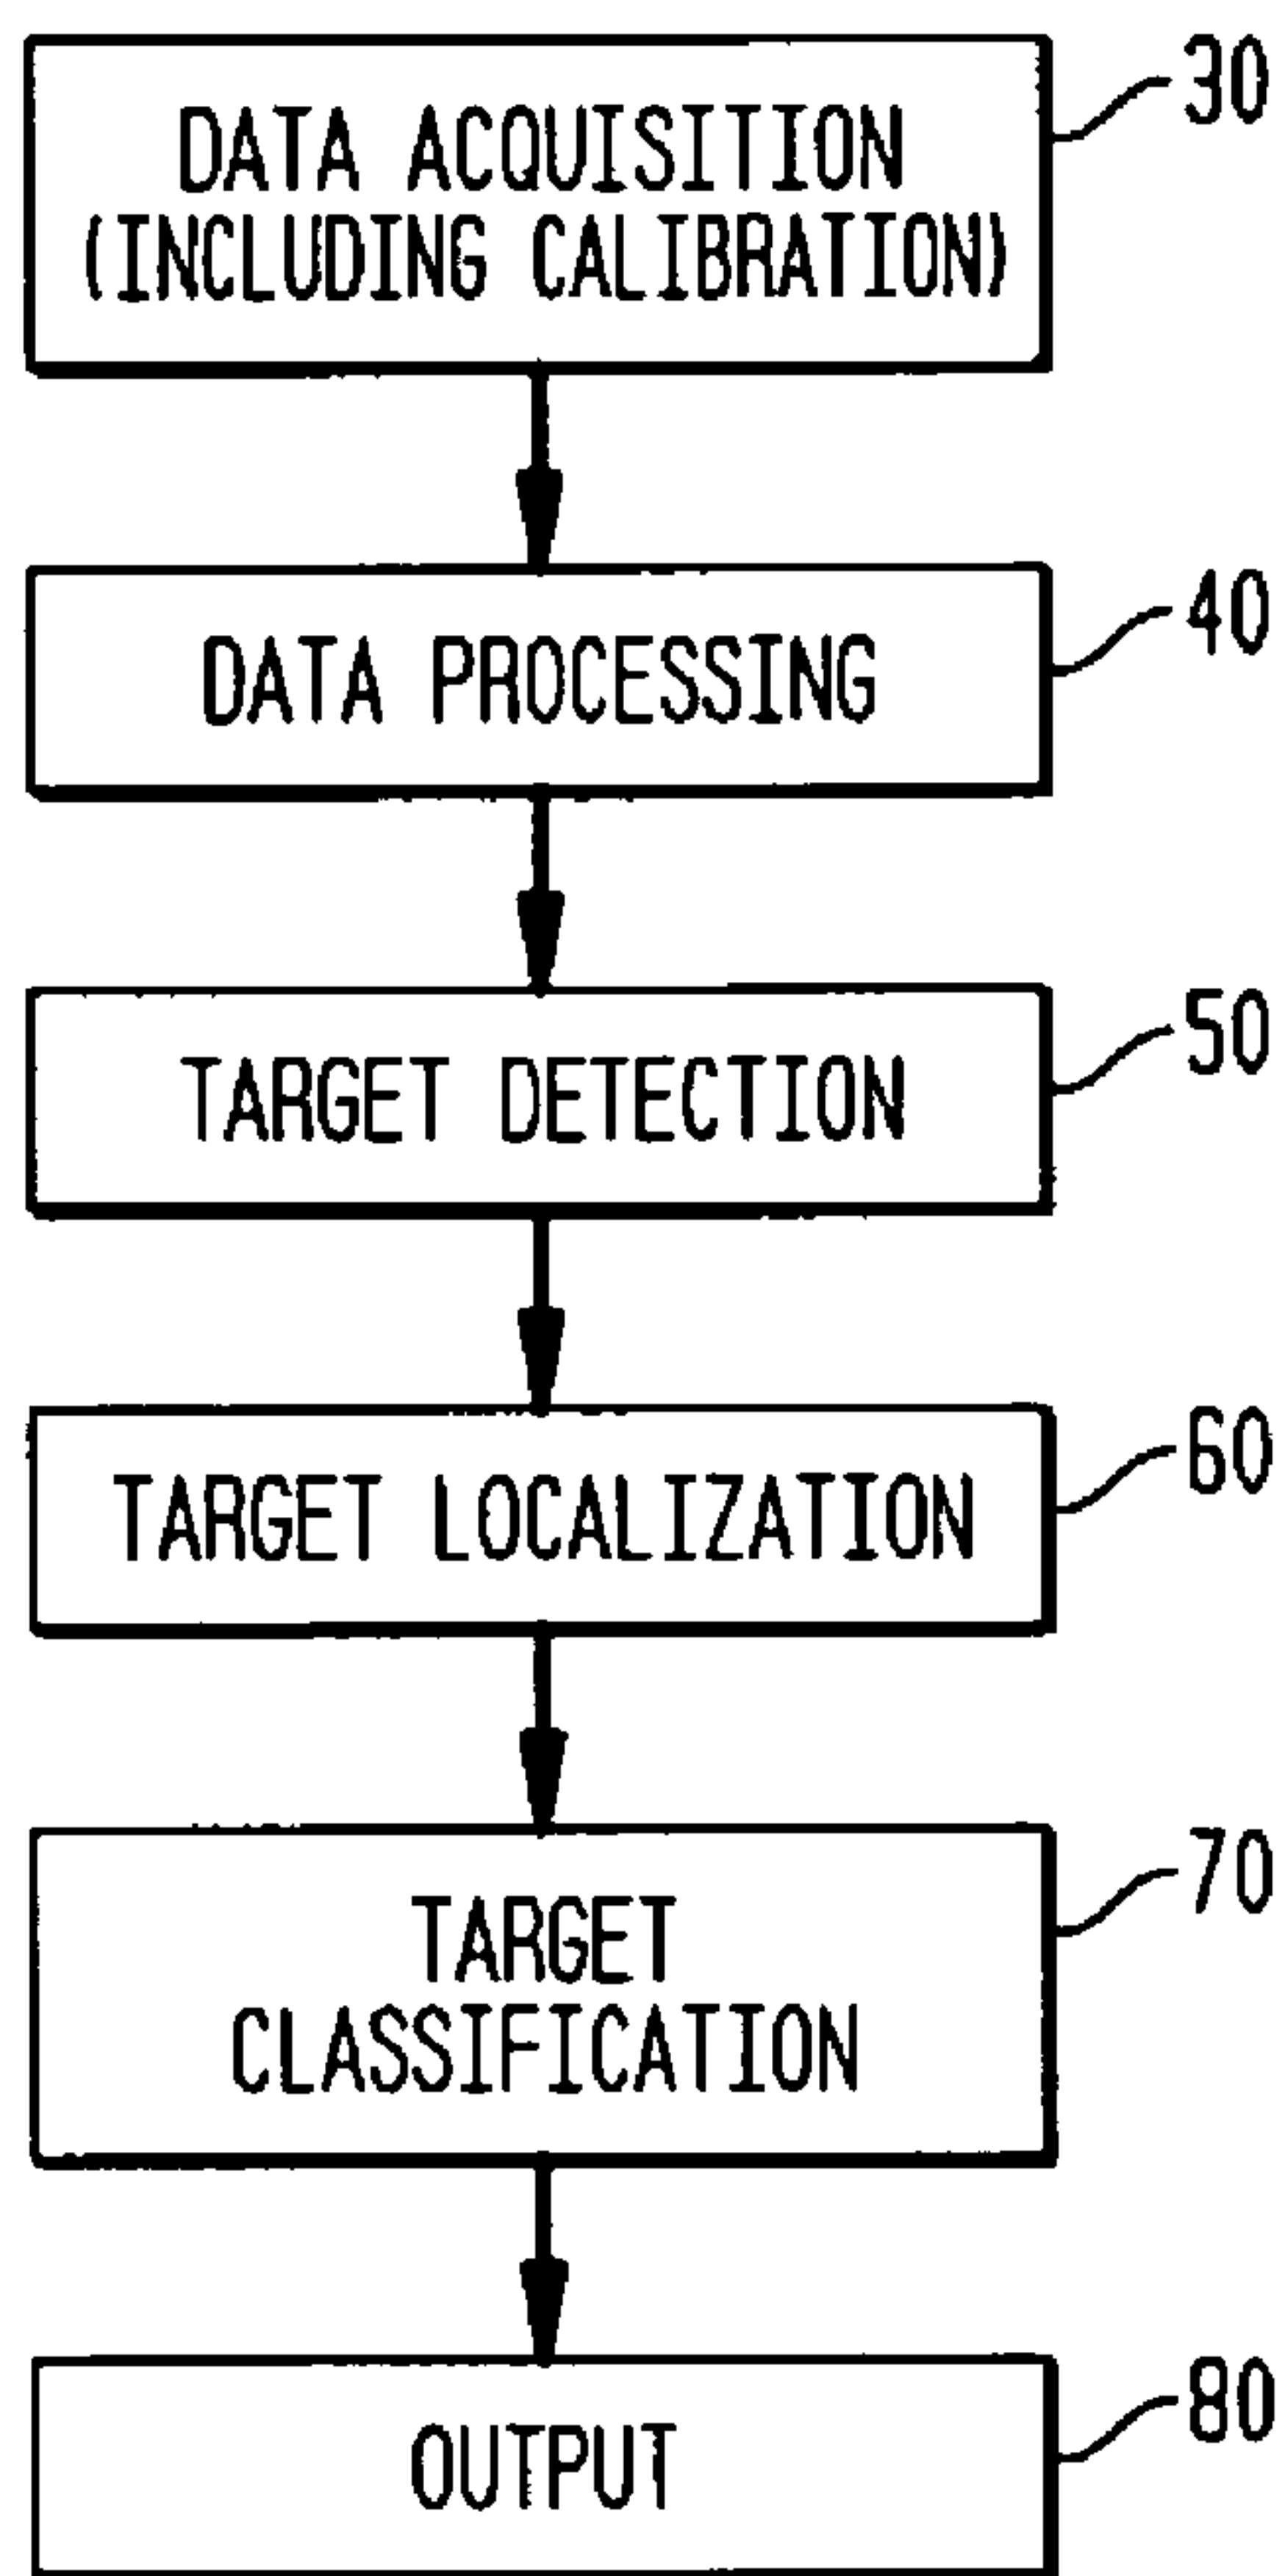 DATA ACQUISITION
(INCLUDING CALIBRATION)
30
DATA PROCESSING
40
TARGET DETECTION
50
TARGET LOCALIZATION
60
TARGET
CLASSIFICATION
70
OUTPUT
80